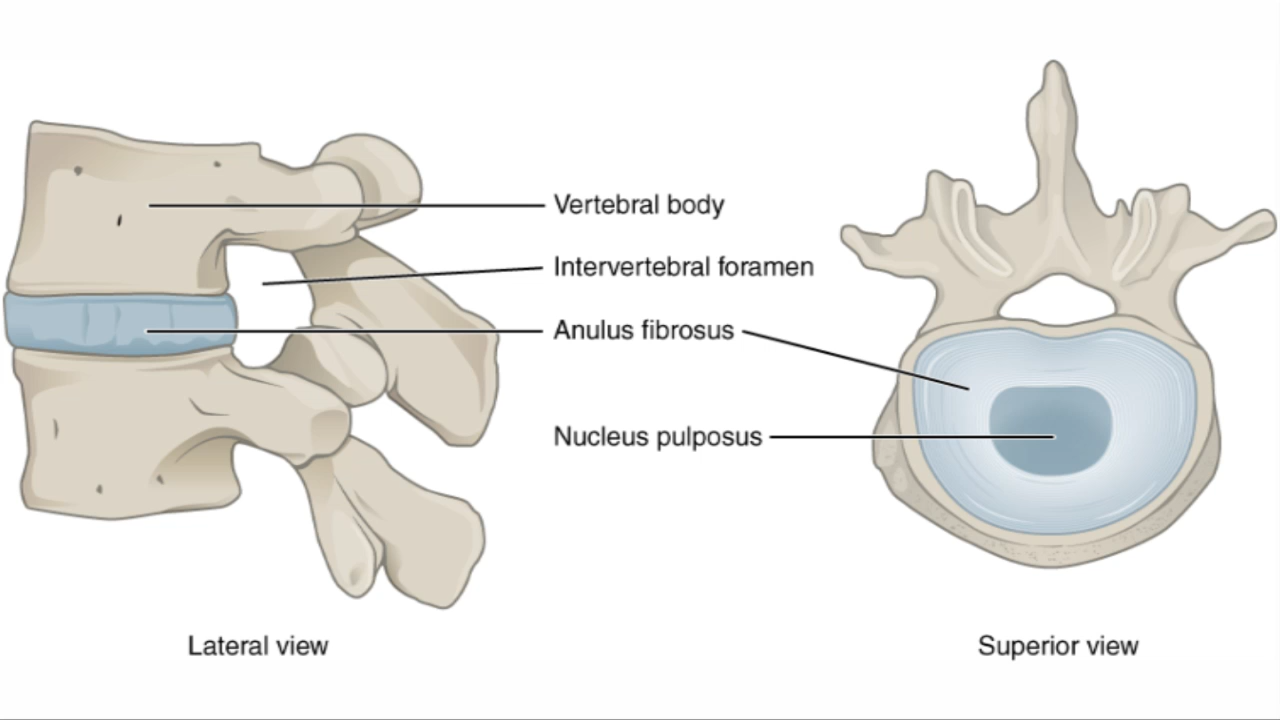 Vertebral body
Intervertebral foramen
Anulus fibrosus
Nucleus pulposus
Lateral view
Superior view